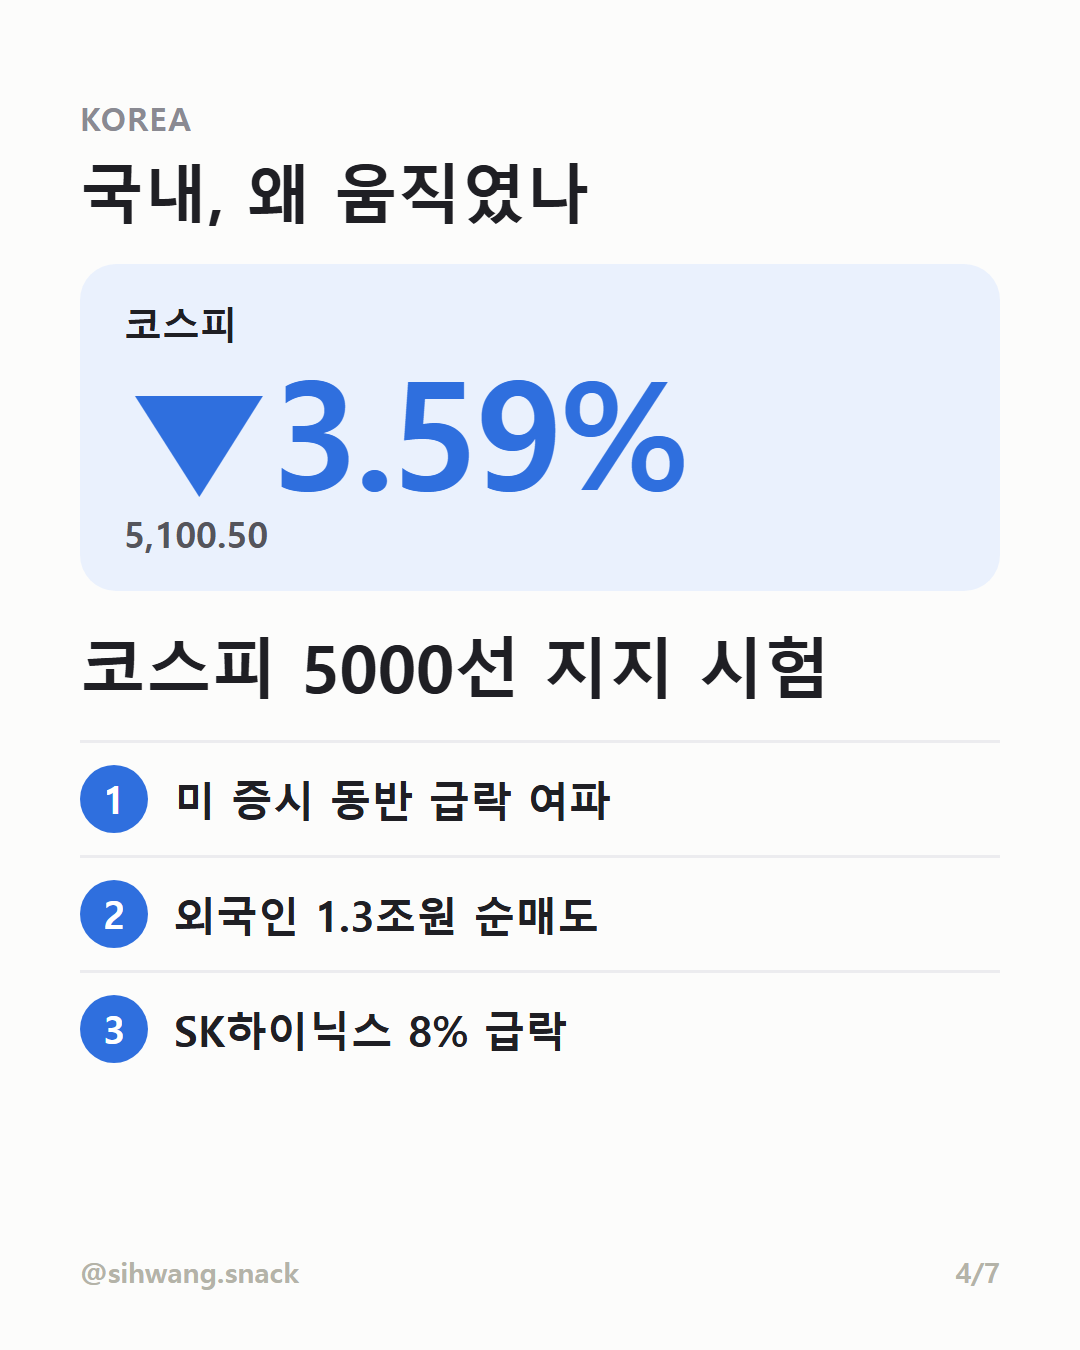 KOREA
국내, 왜 움직였나
코스피
▼3.59%
5,100.50
코스피 5000선 지지 시험
1 미 증시 동반 급락 여파
2 외국인 1.3조원 순매도
3 SK하이닉스 8% 급락
@sihwang.snack
4/7